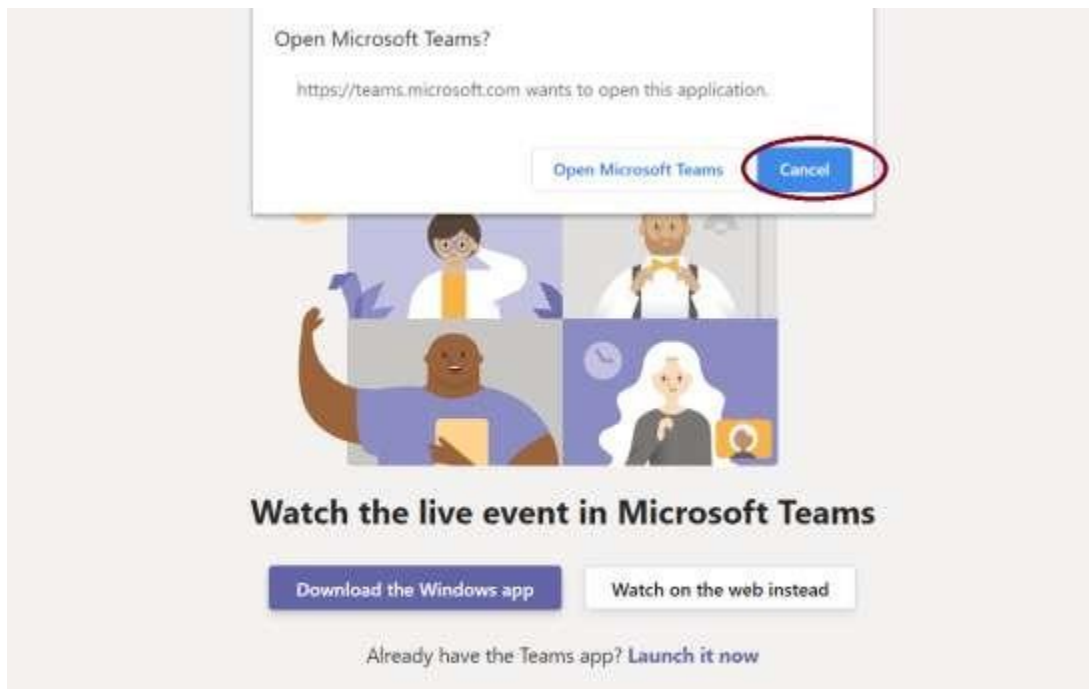 Open Microsoft Teams?
https://teams.microsoft.com wants to open this application.
Open Microsoft Teams
Cancel
Watch the live event in Microsoft Teams
Download the Windows app
Watch on the web instead
Already have the Teams app? Launch it now